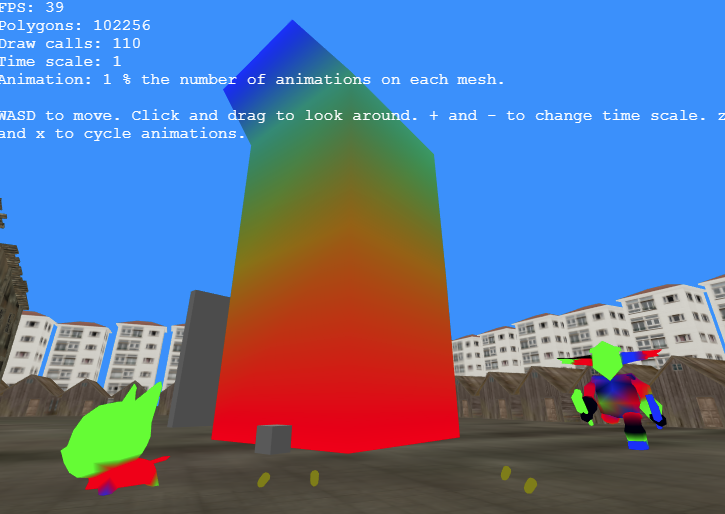 FPS: 39
Polygons: 102256
Draw calls: 110
Time scale: 1
Animation: 1 % the number of animations on each mesh.
WASD to move. Click and drag to look around. + and - to change time scale. z
and x to cycle animations.